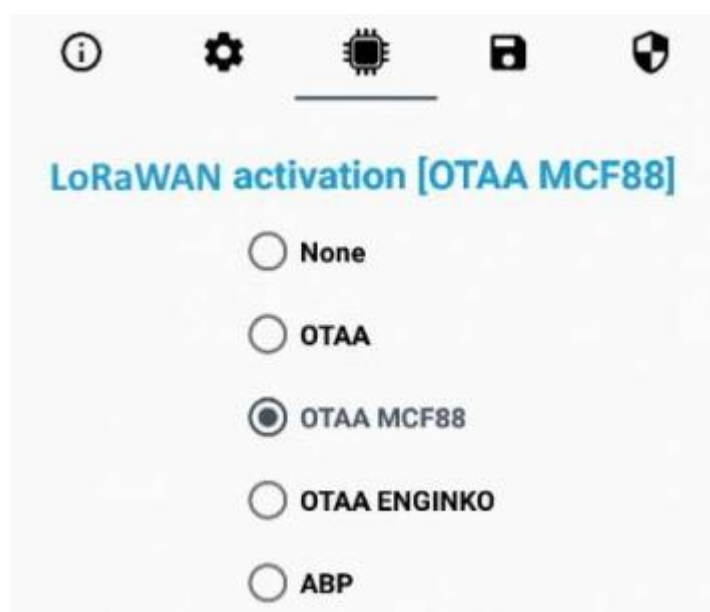 LoRaWAN activation [OTAA MCF88]
None
OTAA
OTAA MCF88
OTAA ENGINKO
ABP